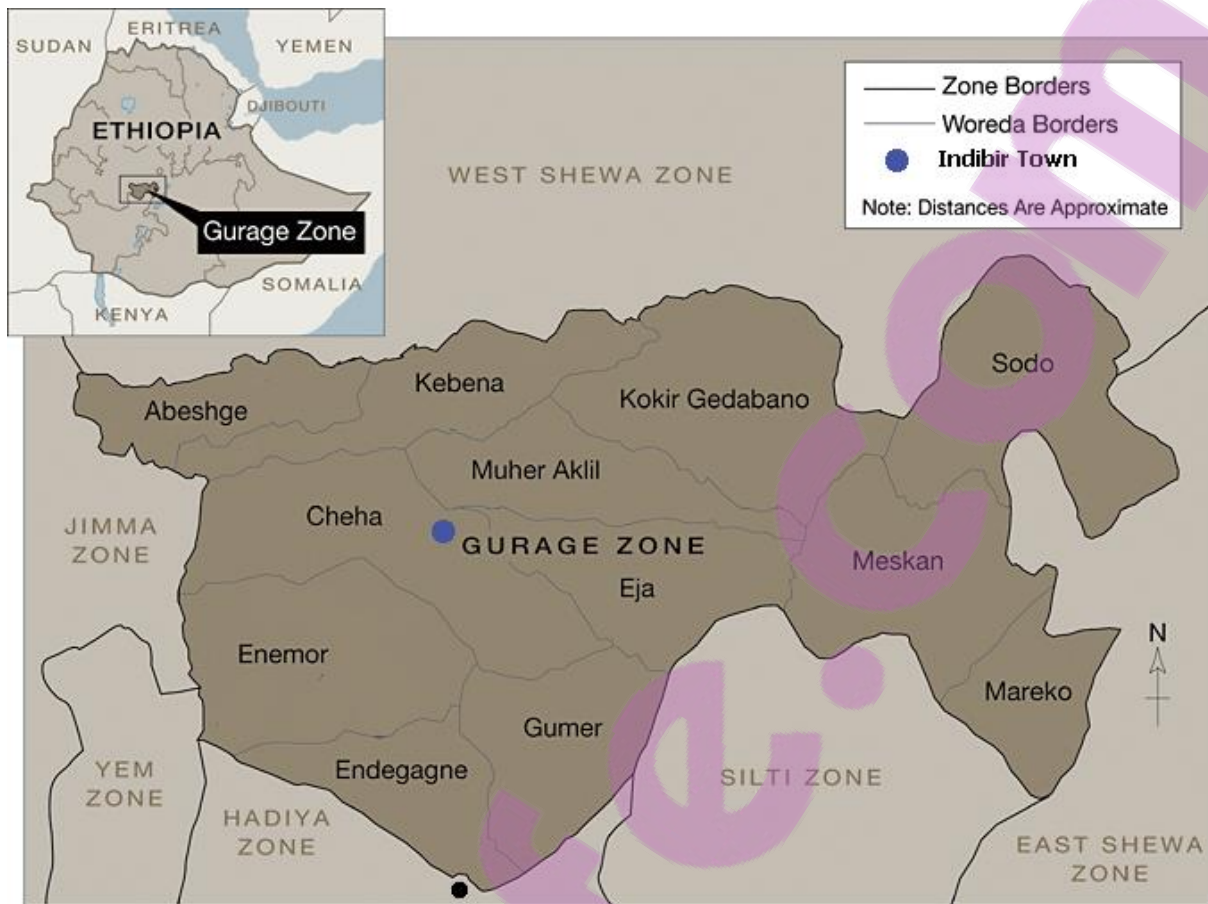 ERITREA
SUDAN
YEMEN
DJIBOUTI
ETHIOPIA
Gurage Zone
SOMALIA
KENYA
Zone Borders
Woreda Borders
Indibir Town
Note: Distances Are Approximate
WEST SHEWA ZONE
Sodo
Kebena
Abeshge
Kokir Gedabano
Muher Aklil
Cheha
JIMMA
ZONE
GURAGE ZONE
Meskan
Eja
N
Enemor
Mareko
Gumer
Endegagne
YEM
ZONE
SILTI ZONE
HADIYA
ZONE
EAST SHEWA
ZONE